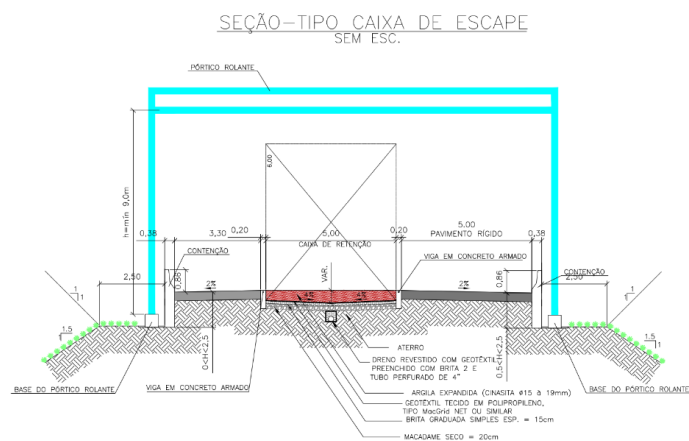 SEÇÃO-TIPO CAIXA DE ESCAPE
SEM ESC.
PÓRTICO ROLANTE
h=min 9,0m
6,00
0,38
3,30
0,20
5,00
0,20
5.00
0,38
CAIXA DE RETENÇÃO
PAVIMENTO RÍGIDO
CONTENÇÃO
VIGA EM CONCRETO ARMADO
0,86
VAR.
0,86
CONTENÇÃO
2,50
2,50
1
1
1
1
1.5
1
1.5
1
0<H<2,5
0,5<H<2,5
ATERRO
DRENO REVESTIDO COM GEOTÊXTIL
PREENCHIDO COM BRITA 2 E
TUBO PERFURADO DE 4"
BASE DO PÓRTICO ROLANTE
VIGA EM CONCRETO ARMADO
BASE DO PÓRTICO ROLANTE
ARGILA EXPANDIDA (CINASITA ø15 à 19mm)
GEOTÊXTIL TECIDO EM POLIPROPILENO,
TIPO MacGrid NET OU SIMILAR
BRITA GRADUADA SIMPLES ESP. = 15cm
MACADAME SECO = 20cm